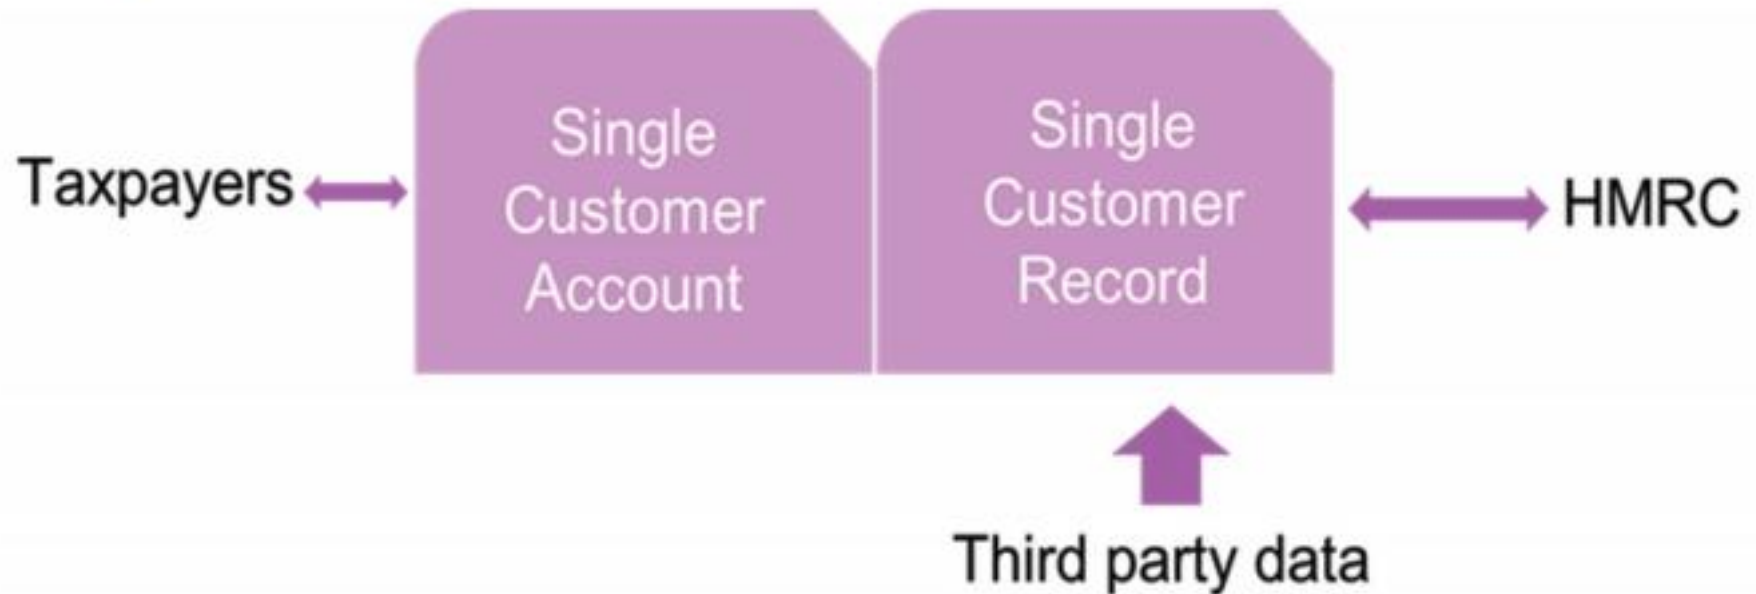 Taxpayers
Single
Customer
Account
Single
Customer
Record
HMRC
Third party data